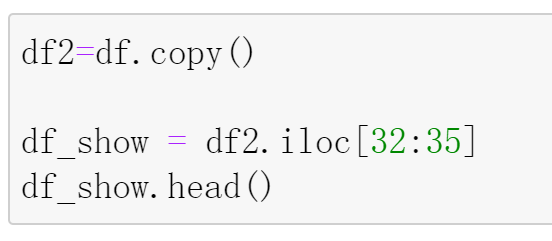 df2=df.copy()
df_show = df2.iloc[32:35]
df_show.head()